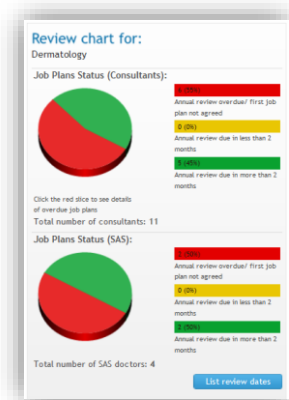 Review chart for:
Dermatology
Job Plans Status (Consultants):
6 (55%)
Annual review overdue/ first job
plan not agreed
0 (0%)
Annual review due in less than 2
months
5 (45%)
Annual review due in more than 2
months
Click the red slice to see details
of overdue job plans
Total number of consultants: 11
Job Plans Status (SAS):
2 (50%)
Annual review overdue/ first job
plan not agreed
0 (0%)
Annual review due in less than 2
months
2 (50%)
Annual review due in more than 2
months
Total number of SAS doctors: 4
List review dates